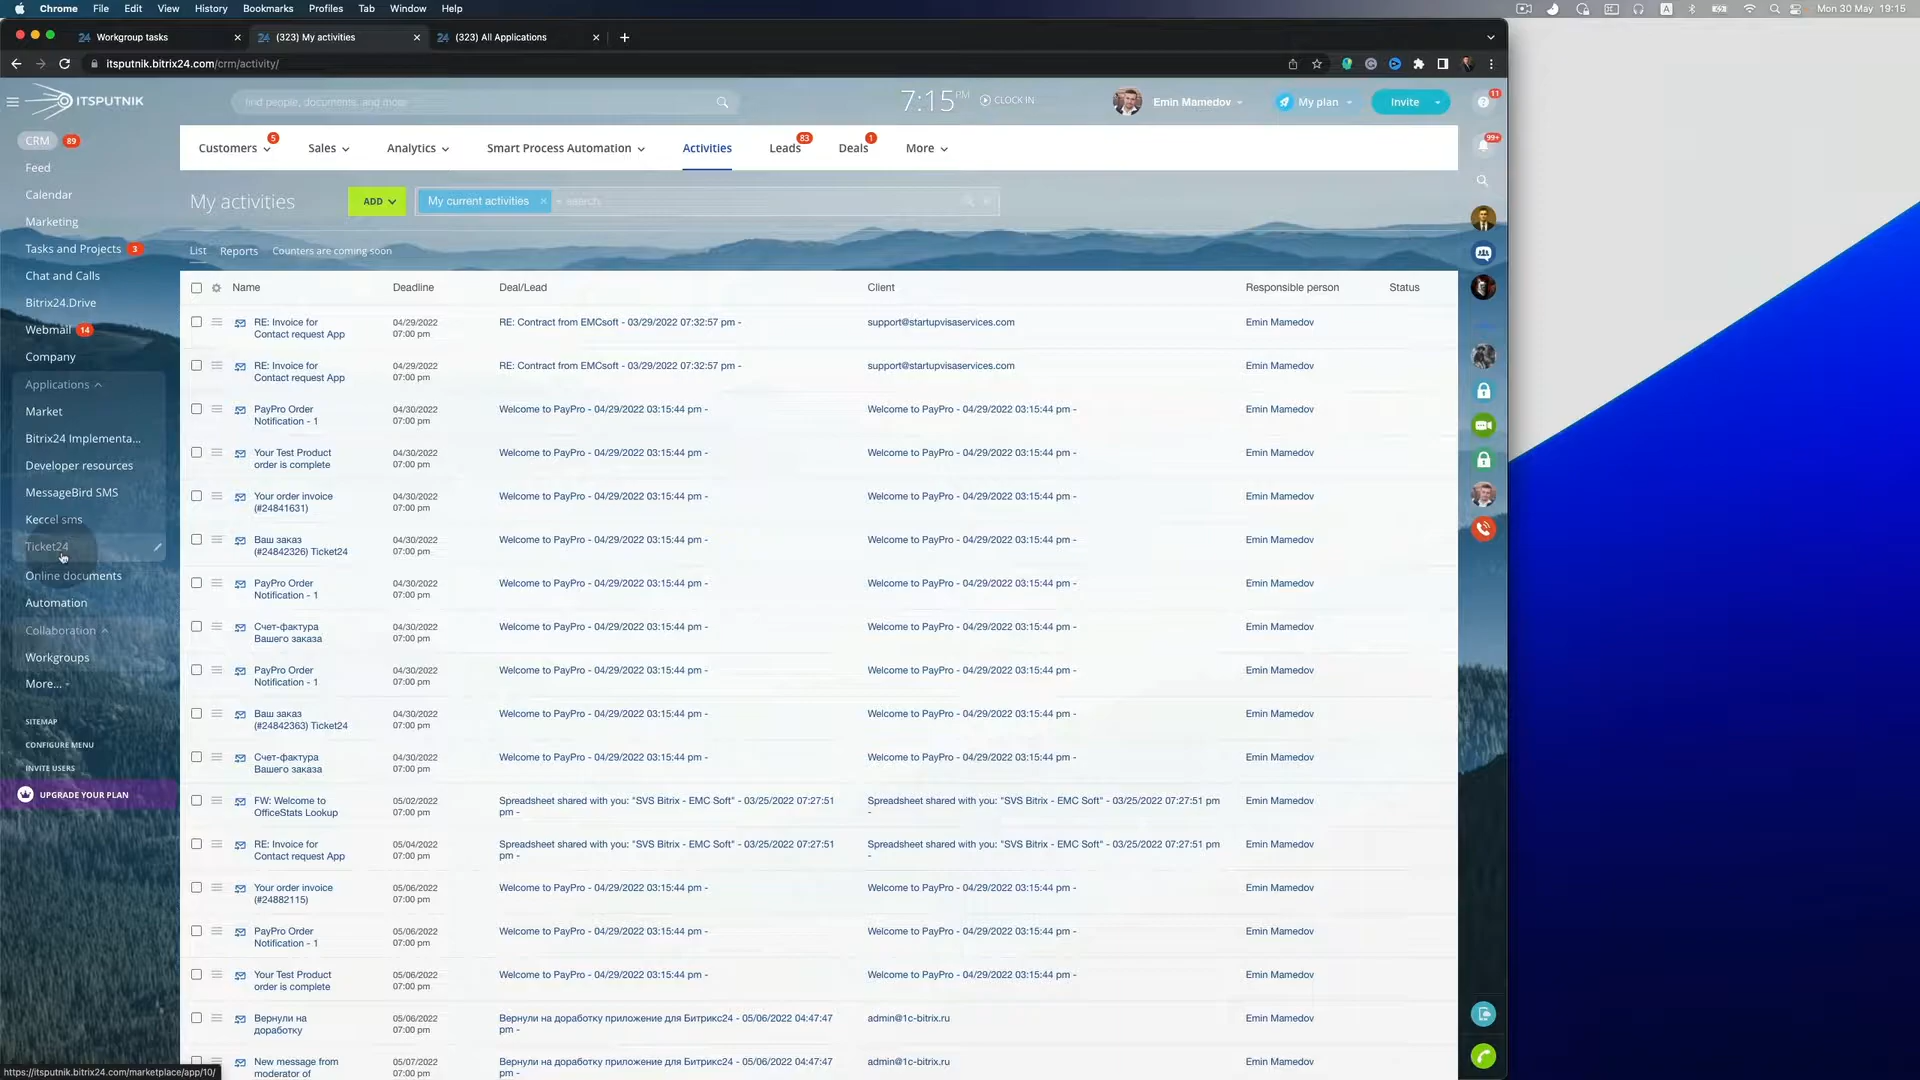 Chrome File Edit View History Bookmarks Profiles Tab Window Help Mon 30 May 19:15
Workgroup tasks (323) My activities (323) All Applications
itsputnik.bitrix24.com/crm/activity/
ITSPUTNIK find people, documents, and more 7:15 PM CLOCK IN Emin Mamedov My plan Invite 11
CRM 89
Feed
Calendar
Marketing
Tasks and Projects 3
Chat and Calls
Bitrix24.Drive
Webmail 14
Company
Applications
Market
Bitrix24 Implementa...
Developer resources
MessageBird SMS
Keccel sms
Ticket24
Online documents
Automation
Collaboration
Workgroups
More...
SITEMAP
CONFIGURE MENU
INVITE USERS
UPGRADE YOUR PLAN
Customers 5 Sales Analytics Smart Process Automation Activities Leads 83 Deals 1 More 99+
My activities ADD My current activities + search
List Reports Counters are coming soon
Name Deadline Deal/Lead Client Responsible person Status
RE: Invoice for 04/29/2022 RE: Contract from EMCsoft - 03/29/2022 07:32:57 pm - support@startupvisaservices.com Emin Mamedov
Contact request App 07:00 pm
RE: Invoice for 04/29/2022 RE: Contract from EMCsoft - 03/29/2022 07:32:57 pm - support@startupvisaservices.com Emin Mamedov
Contact request App 07:00 pm
PayPro Order 04/30/2022 Welcome to PayPro - 04/29/2022 03:15:44 pm - Welcome to PayPro - 04/29/2022 03:15:44 pm - Emin Mamedov
Notification - 1 07:00 pm
Your Test Product 04/30/2022 Welcome to PayPro - 04/29/2022 03:15:44 pm - Welcome to PayPro - 04/29/2022 03:15:44 pm - Emin Mamedov
order is complete 07:00 pm
Your order invoice 04/30/2022 Welcome to PayPro - 04/29/2022 03:15:44 pm - Welcome to PayPro - 04/29/2022 03:15:44 pm - Emin Mamedov
(#24841631) 07:00 pm
Ваш заказ 04/30/2022 Welcome to PayPro - 04/29/2022 03:15:44 pm - Welcome to PayPro - 04/29/2022 03:15:44 pm - Emin Mamedov
(#24842326) Ticket24 07:00 pm
PayPro Order 04/30/2022 Welcome to PayPro - 04/29/2022 03:15:44 pm - Welcome to PayPro - 04/29/2022 03:15:44 pm - Emin Mamedov
Notification - 1 07:00 pm
Счет-фактура 04/30/2022 Welcome to PayPro - 04/29/2022 03:15:44 pm - Welcome to PayPro - 04/29/2022 03:15:44 pm - Emin Mamedov
Вашего заказа 07:00 pm
PayPro Order 04/30/2022 Welcome to PayPro - 04/29/2022 03:15:44 pm - Welcome to PayPro - 04/29/2022 03:15:44 pm - Emin Mamedov
Notification - 1 07:00 pm
Ваш заказ 04/30/2022 Welcome to PayPro - 04/29/2022 03:15:44 pm - Welcome to PayPro - 04/29/2022 03:15:44 pm - Emin Mamedov
(#24842363) Ticket24 07:00 pm
Счет-фактура 04/30/2022 Welcome to PayPro - 04/29/2022 03:15:44 pm - Welcome to PayPro - 04/29/2022 03:15:44 pm - Emin Mamedov
Вашего заказа 07:00 pm
FW: Welcome to 05/02/2022 Spreadsheet shared with you: "SVS Bitrix - EMC Soft" - 03/25/2022 07:27:51 Spreadsheet shared with you: "SVS Bitrix - EMC Soft" - 03/25/2022 07:27:51 pm Emin Mamedov
OfficeStats Lookup 07:00 pm pm - -
RE: Invoice for 05/04/2022 Spreadsheet shared with you: "SVS Bitrix - EMC Soft" - 03/25/2022 07:27:51 Spreadsheet shared with you: "SVS Bitrix - EMC Soft" - 03/25/2022 07:27:51 pm Emin Mamedov
Contact request App 07:00 pm pm - -
Your order invoice 05/06/2022 Welcome to PayPro - 04/29/2022 03:15:44 pm - Welcome to PayPro - 04/29/2022 03:15:44 pm - Emin Mamedov
(#24882115) 07:00 pm
PayPro Order 05/06/2022 Welcome to PayPro - 04/29/2022 03:15:44 pm - Welcome to PayPro - 04/29/2022 03:15:44 pm - Emin Mamedov
Notification - 1 07:00 pm
Your Test Product 05/06/2022 Welcome to PayPro - 04/29/2022 03:15:44 pm - Welcome to PayPro - 04/29/2022 03:15:44 pm - Emin Mamedov
order is complete 07:00 pm
Вернули на 05/06/2022 Вернули на доработку приложение для Битрикс24 - 05/06/2022 04:47:47 admin@1c-bitrix.ru Emin Mamedov
доработку 07:00 pm pm -
New message from 05/07/2022 Вернули на доработку приложение для Битрикс24 - 05/06/2022 04:47:47 admin@1c-bitrix.ru Emin Mamedov
moderator of 07:00 pm pm -
https://itsputnik.bitrix24.com/marketplace/app/10/